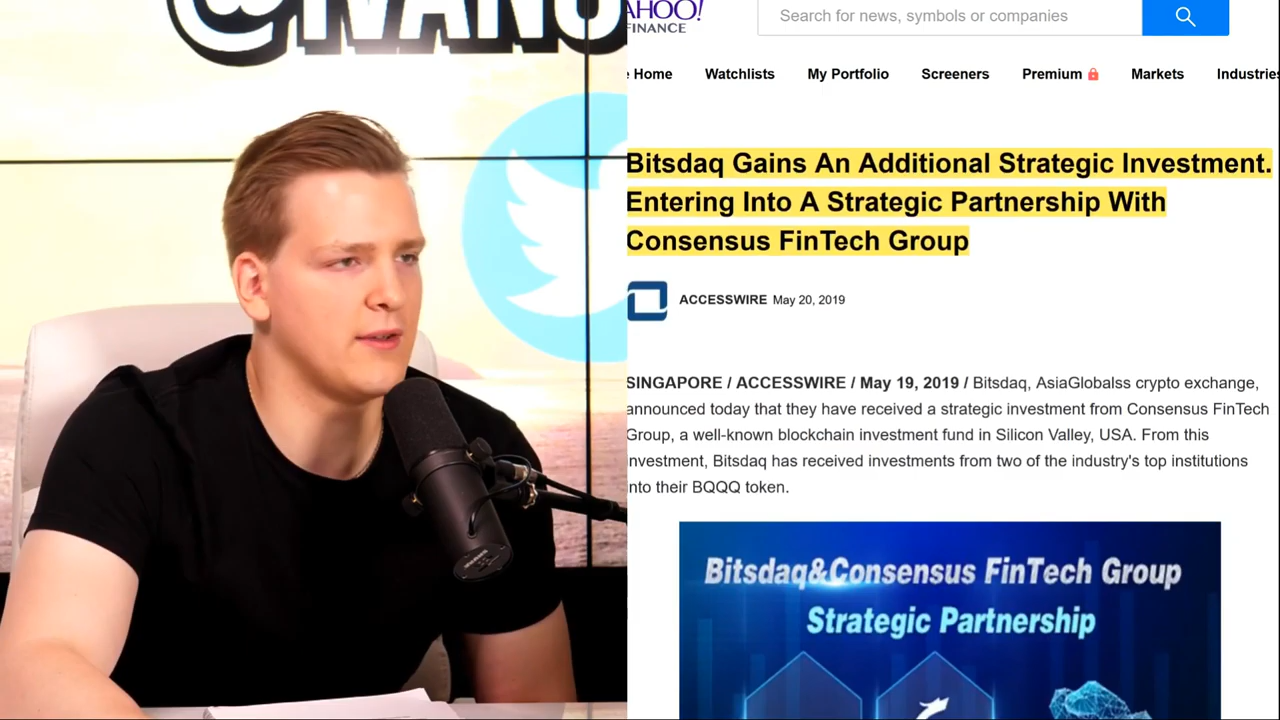 @IVANO
AHOO!
FINANCE
Search for news, symbols or companies
Home Watchlists My Portfolio Screeners Premium Markets Industries
Bitsdaq Gains An Additional Strategic Investment.
Entering Into A Strategic Partnership With
Consensus FinTech Group
ACCESSWIRE May 20, 2019
SINGAPORE / ACCESSWIRE / May 19, 2019 / Bitsdaq, AsiaGlobalss crypto exchange,
announced today that they have received a strategic investment from Consensus FinTech
Group, a well-known blockchain investment fund in Silicon Valley, USA. From this
investment, Bitsdaq has received investments from two of the industry's top institutions
into their BQQQ token.
Bitsdaq&Consensus FinTech Group
Strategic Partnership